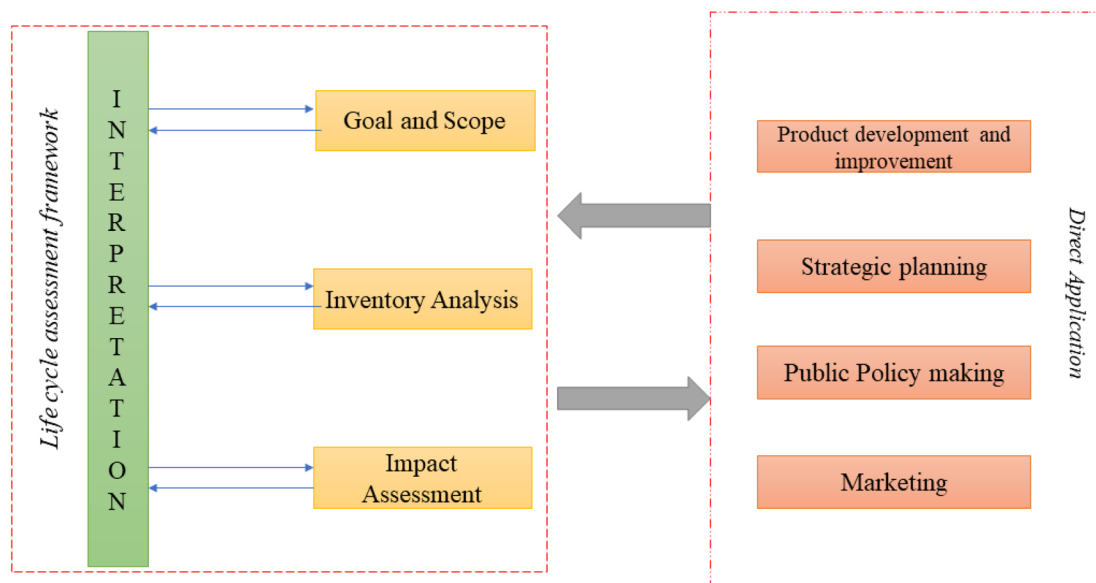 Life cycle assessment framework
INTERPRETATION
Goal and Scope
Inventory Analysis
Impact
Assessment
Product development and
improvement
Strategic planning
Public Policy making
Marketing
Direct Application